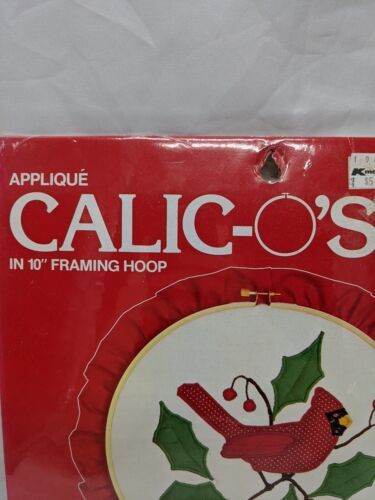 APPLIQUÉ
CALIC-O'S
IN 10" FRAMING HOOP